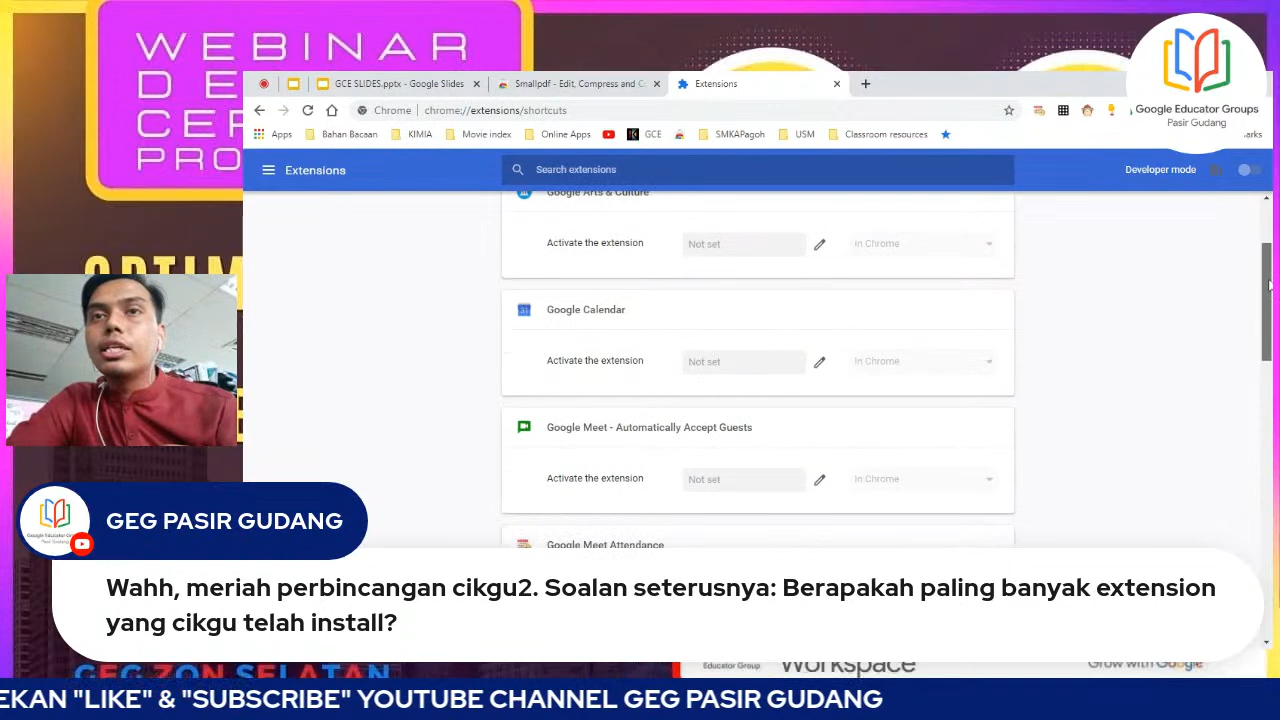 WEBINAR
D E
CER
PRO
Google Educator Groups
Pasir Gudang
GCE SLIDES.pptx - Google Slides
Smallpdf - Edit, Compress and C
Extensions
Chrome
chrome://extensions/shortcuts
Apps
Bahan Bacaan
KIMIA
Movie index
Online Apps
GCE
SMKAPagoh
USM
Classroom resources
Extensions
Search extensions
Developer mode
Google Arts & Culture
Activate the extension
Not set
In Chrome
Google Calendar
Activate the extension
Not set
In Chrome
Google Meet - Automatically Accept Guests
Activate the extension
Not set
In Chrome
Google Meet Attendance
GEG PASIR GUDANG
Wahh, meriah perbincangan cikgu2. Soalan seterusnya: Berapakah paling banyak extension
yang cikgu telah install?
GEG ZON SELATAN
Educator Group
Workspace
Grow with Google
EKAN "LIKE" & "SUBSCRIBE" YOUTUBE CHANNEL GEG PASIR GUDANG